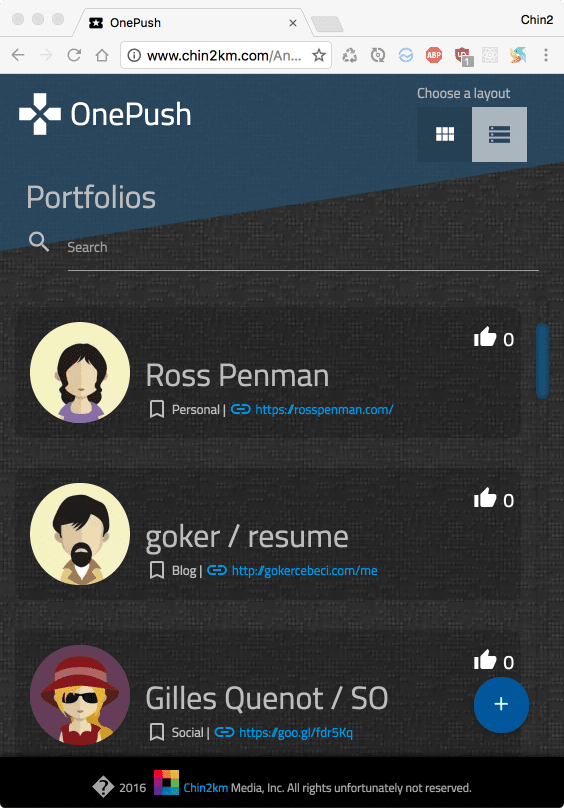 OnePush
Chin2
www.chin2km.com/An...
ABP
1
OnePush
Choose a layout
Portfolios
Search
Ross Penman
0
Personal | https://rosspenman.com/
goker / resume
0
Blog | http://gokercebeci.com/me
Gilles Quenot / SO
0
Social | https://goo.gl/fdr5Kq
+
2016 Chin2km Media, Inc. All rights unfortunately not reserved.